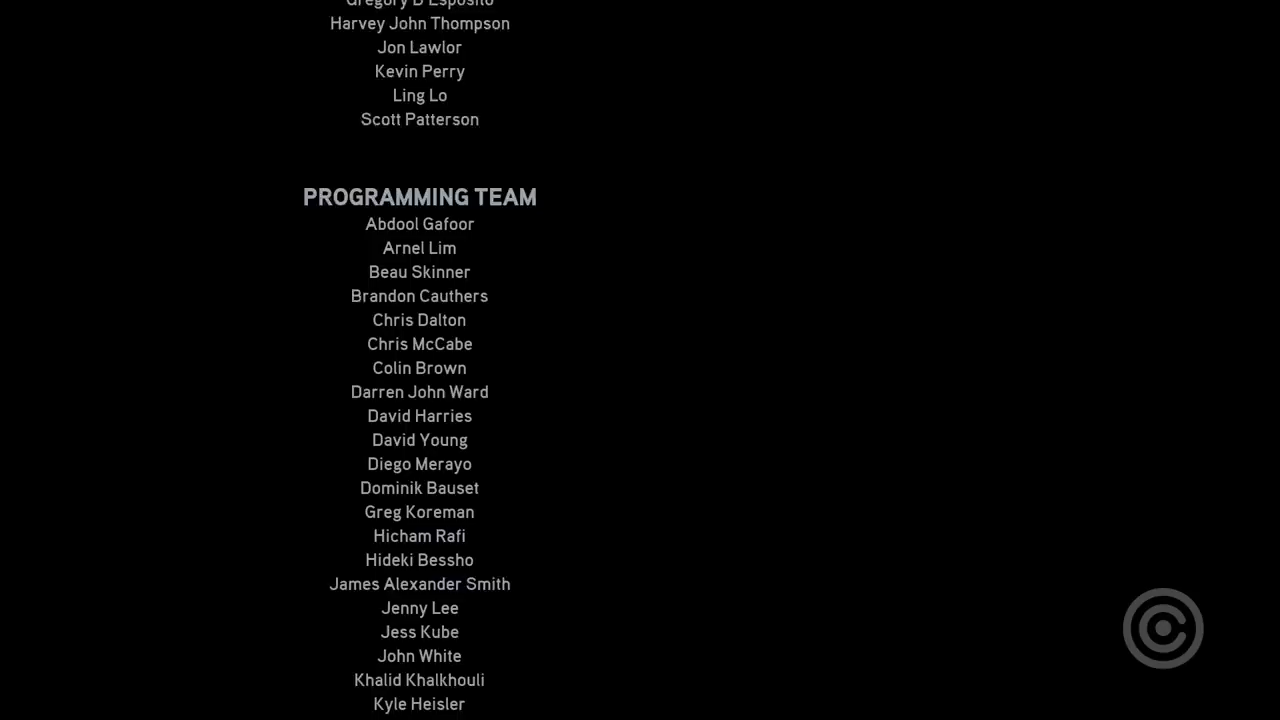 Gregory B Esposito
Harvey John Thompson
Jon Lawlor
Kevin Perry
Ling Lo
Scott Patterson
PROGRAMMING TEAM
Abdool Gafoor
Arnel Lim
Beau Skinner
Brandon Cauthers
Chris Dalton
Chris McCabe
Colin Brown
Darren John Ward
David Harries
David Young
Diego Merayo
Dominik Bauset
Greg Koreman
Hicham Rafi
Hideki Bessho
James Alexander Smith
Jenny Lee
Jess Kube
John White
Khalid Khalkhouli
Kyle Heisler